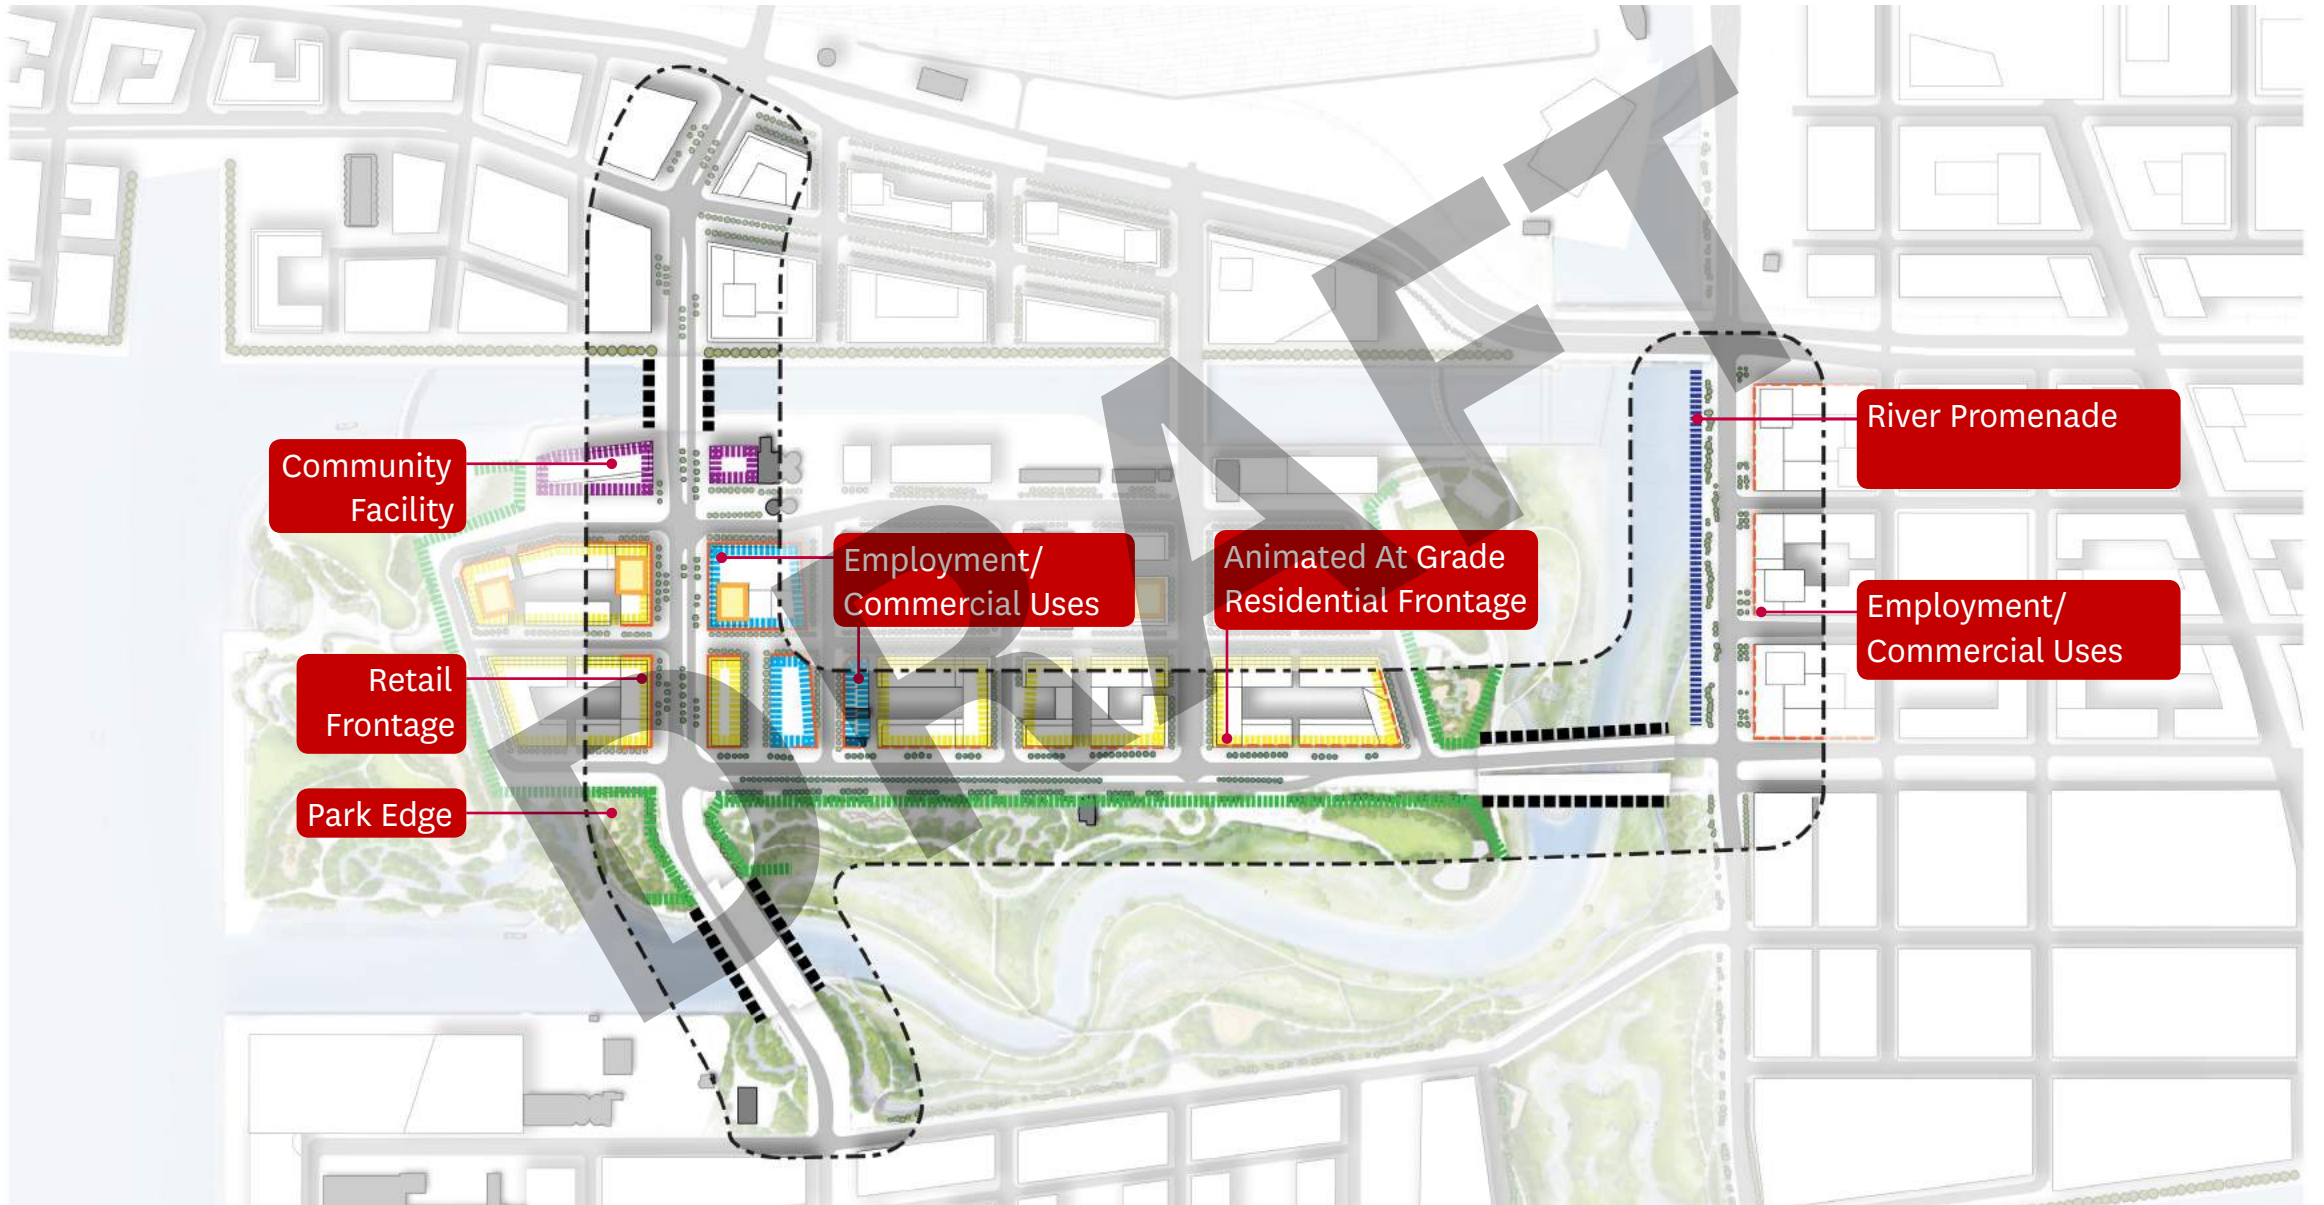 DRAFT
River Promenade
Community
Facility
Employment/
Commercial Uses
Animated At Grade
Residential Frontage
Employment/
Commercial Uses
Retail
Frontage
Park Edge